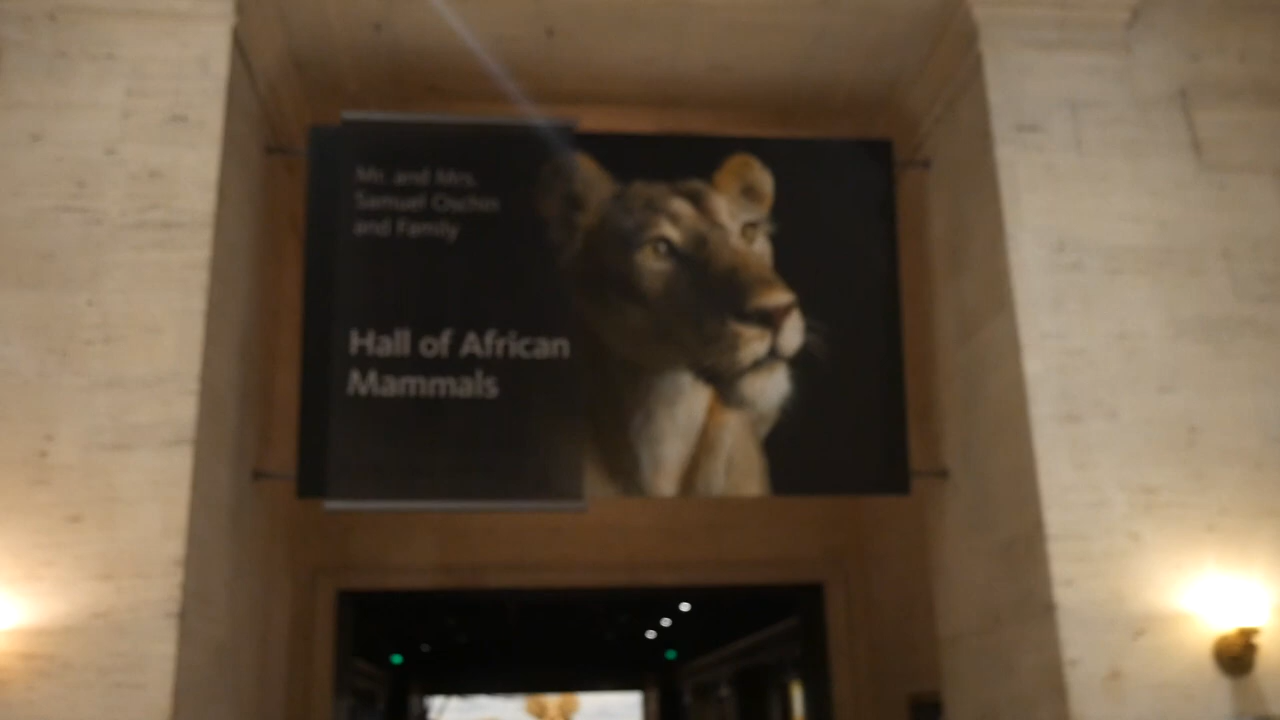 Mr. and Mrs.
Samuel Oschin
and Family
Hall of African
Mammals